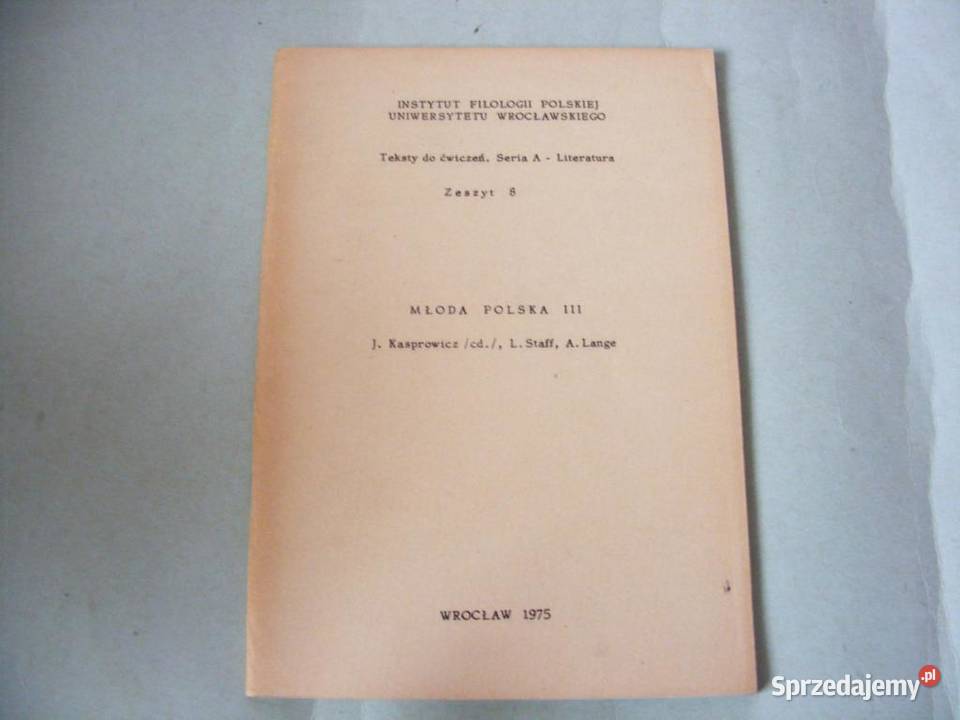 INSTYTUT FILOLOGII POLSKIEJ
UNIWERSYTETU WROCŁAWSKIEGO
Teksty do ćwiczeń. Seria A - Literatura
Zeszyt 8
MŁODA POLSKA III
J. Kasprowicz /cd./, L. Staff, A. Lange
WROCŁAW 1975
Sprzedajemy.pl